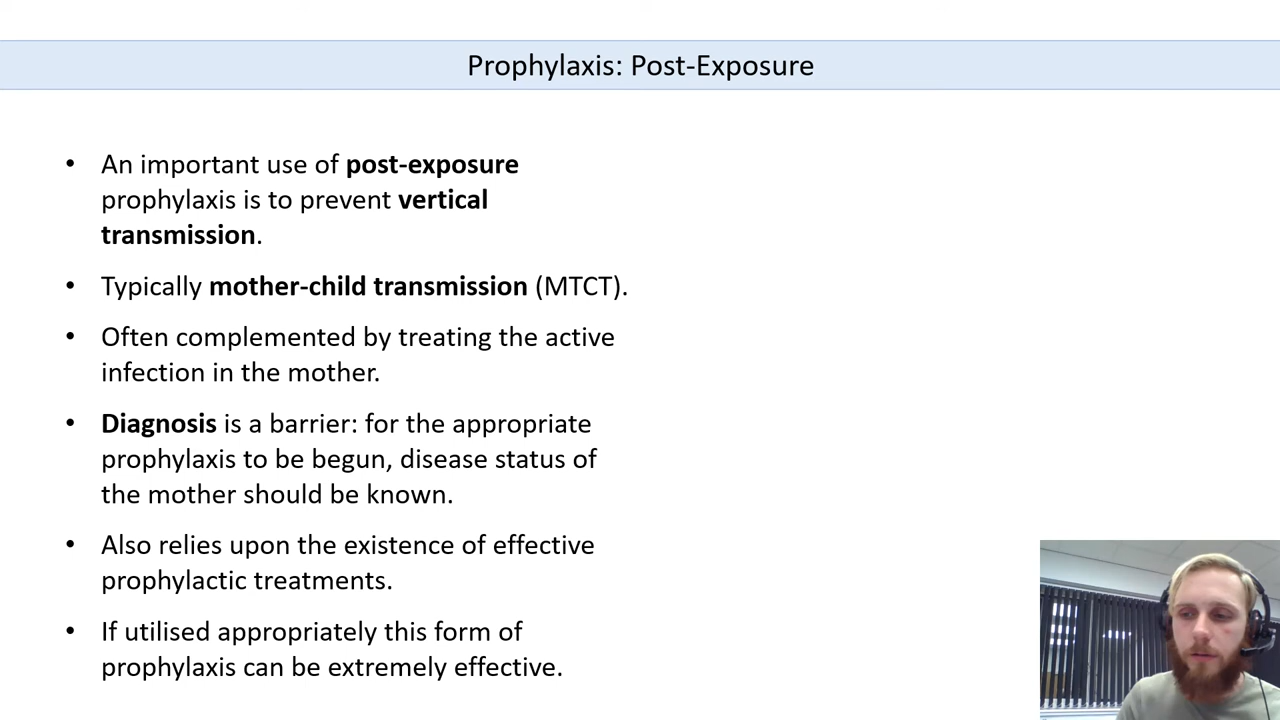 Prophylaxis: Post-Exposure
• An important use of post-exposure
prophylaxis is to prevent vertical
transmission.
• Typically mother-child transmission (MTCT).
• Often complemented by treating the active
infection in the mother.
• Diagnosis is a barrier: for the appropriate
prophylaxis to be begun, disease status of
the mother should be known.
• Also relies upon the existence of effective
prophylactic treatments.
• If utilised appropriately this form of
prophylaxis can be extremely effective.